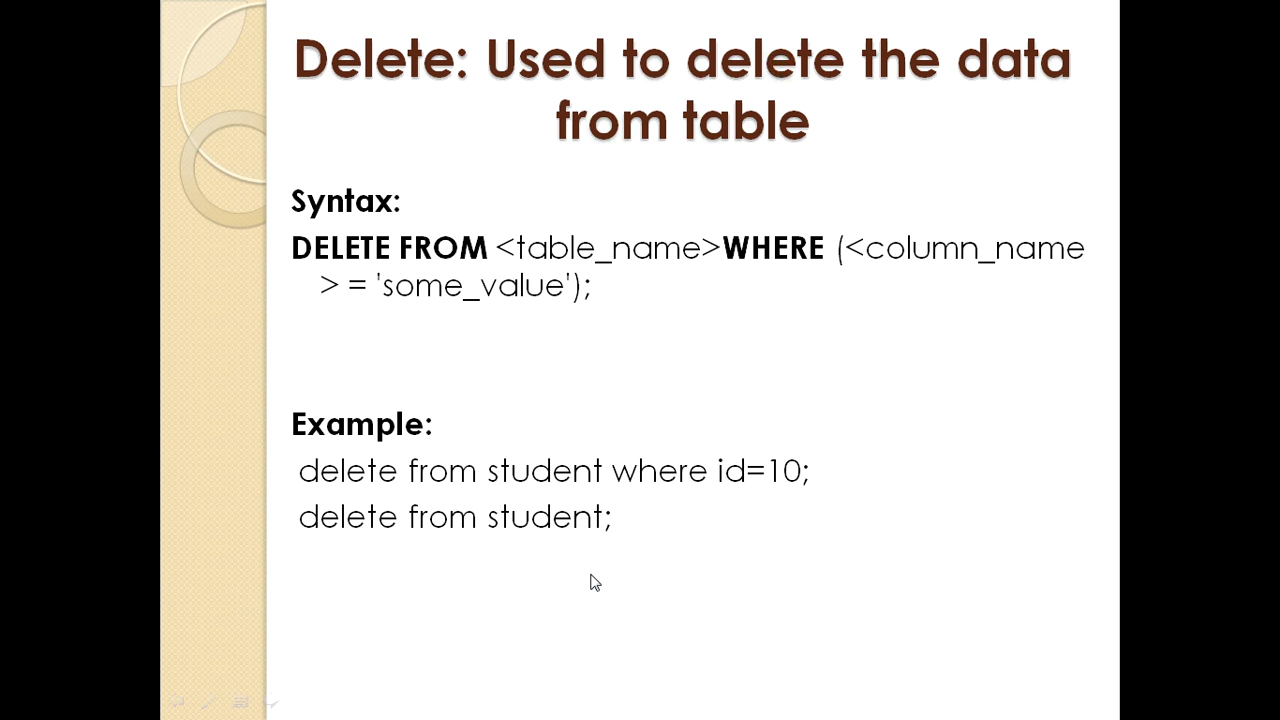 Delete: Used to delete the data
from table
Syntax:
DELETE FROM <table_name>WHERE (<column_name
> = 'some_value');
Example:
delete from student where id=10;
delete from student;